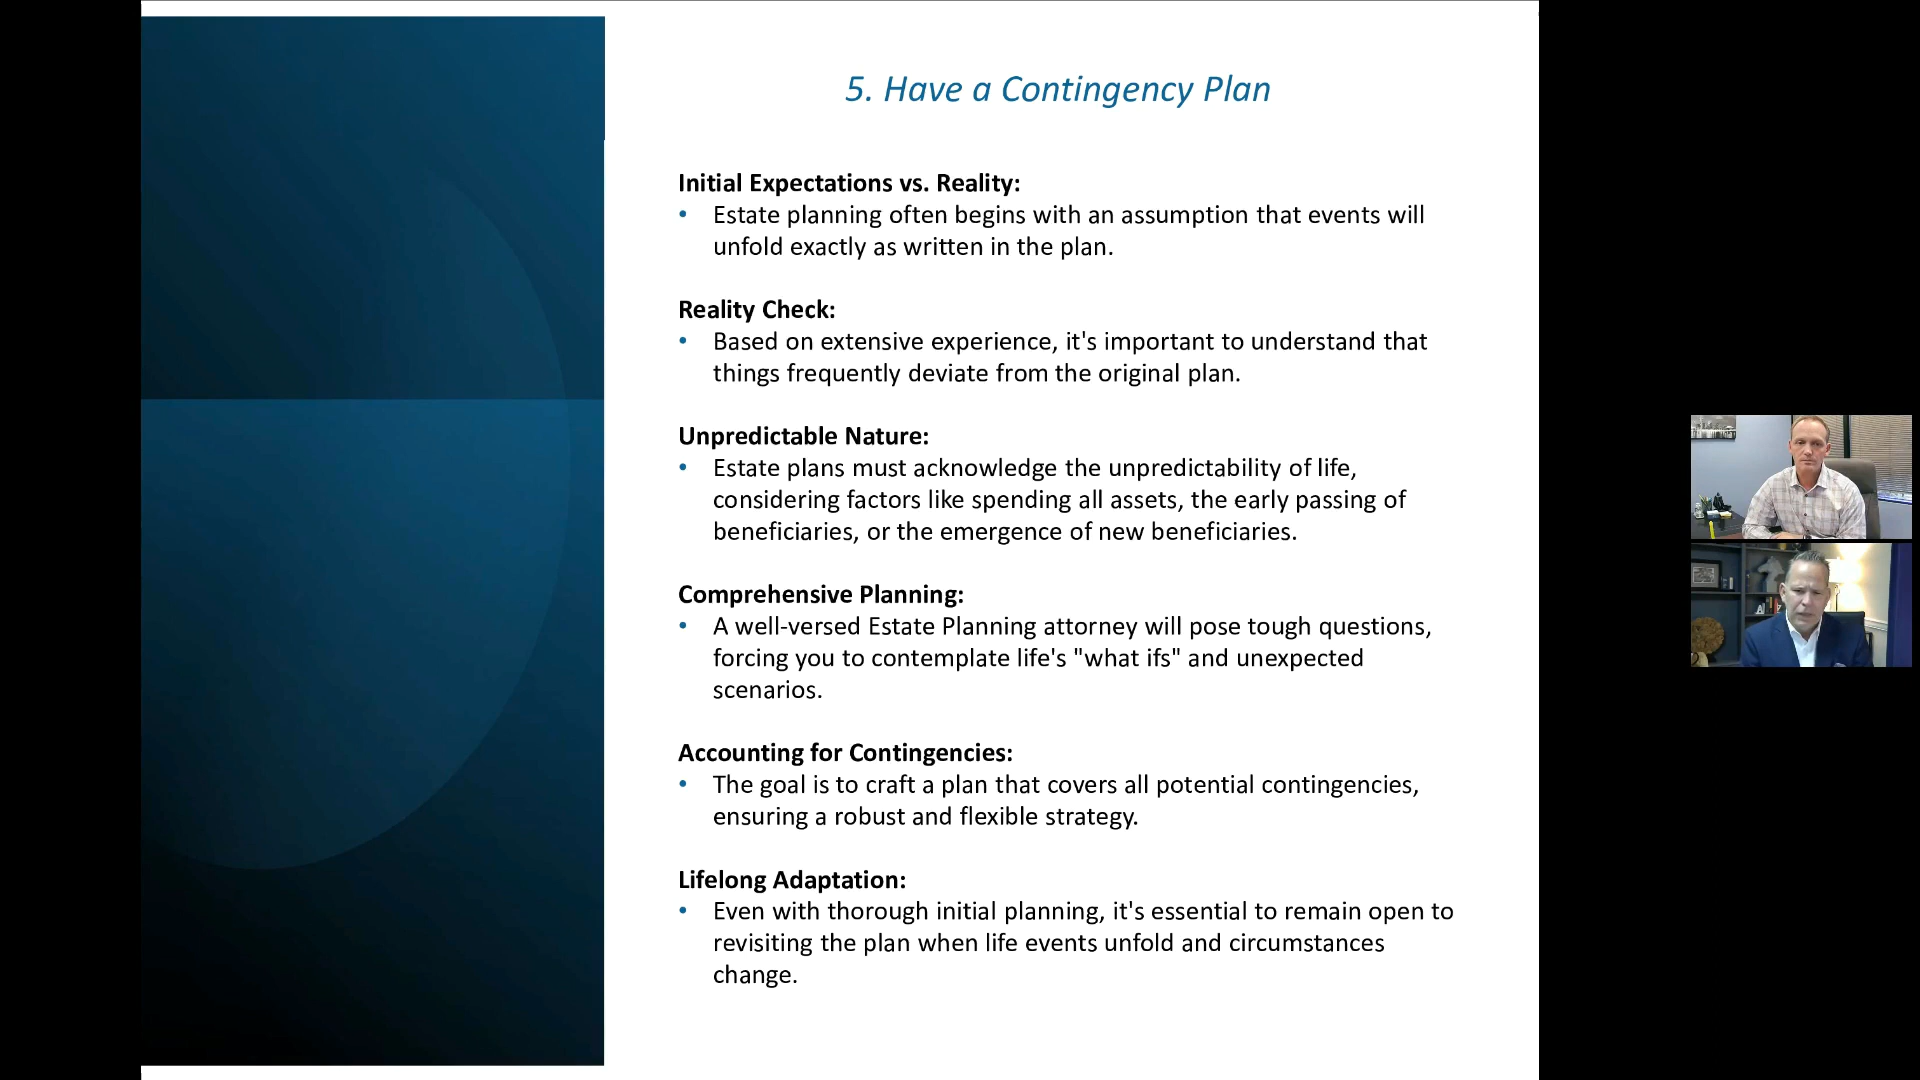 5. Have a Contingency Plan
Initial Expectations vs. Reality:
• Estate planning often begins with an assumption that events will
unfold exactly as written in the plan.
Reality Check:
• Based on extensive experience, it's important to understand that
things frequently deviate from the original plan.
Unpredictable Nature:
• Estate plans must acknowledge the unpredictability of life,
considering factors like spending all assets, the early passing of
beneficiaries, or the emergence of new beneficiaries.
Comprehensive Planning:
• A well-versed Estate Planning attorney will pose tough questions,
forcing you to contemplate life's "what ifs" and unexpected
scenarios.
Accounting for Contingencies:
• The goal is to craft a plan that covers all potential contingencies,
ensuring a robust and flexible strategy.
Lifelong Adaptation:
• Even with thorough initial planning, it's essential to remain open to
revisiting the plan when life events unfold and circumstances
change.